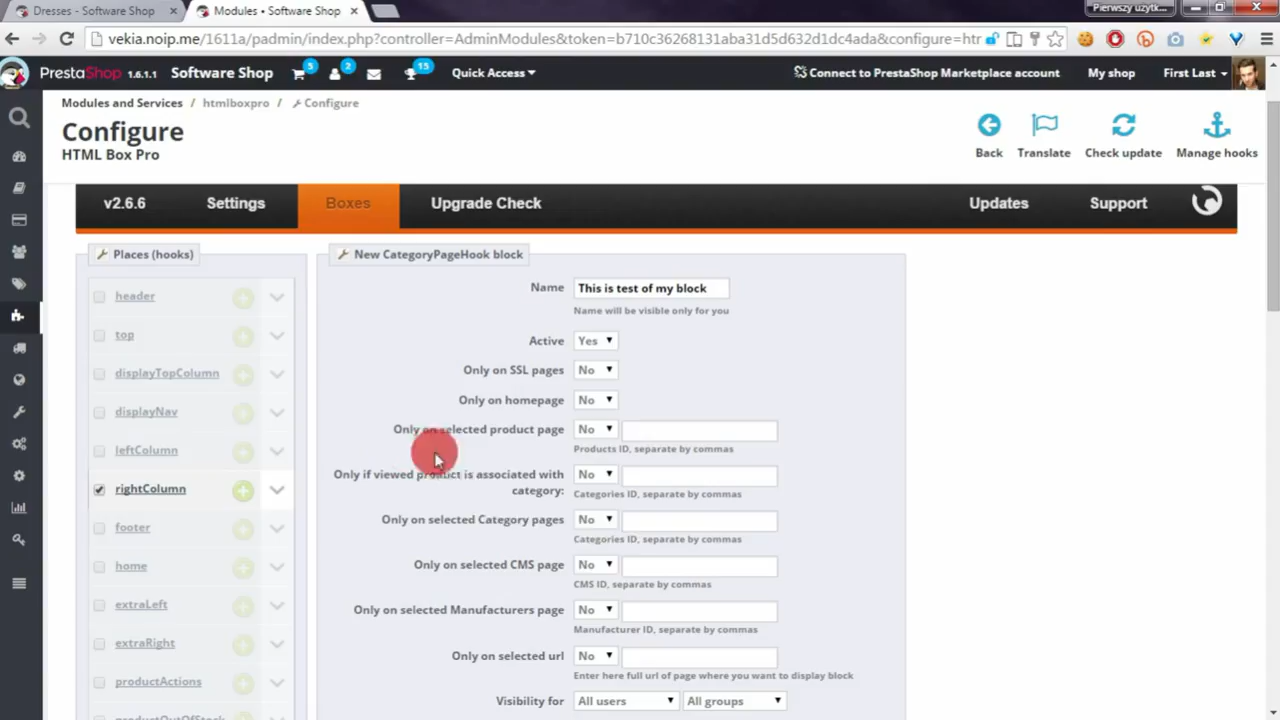 Dresses - Software Shop
Modules • Software Shop
Pierwszy użytk...
vekia.noip.me/1611a/padmin/index.php?controller=AdminModules&token=b710c36268131aba31d5d632d1dc4ada&configure=htr
PrestaShop 1.6.1.1 Software Shop 5 2 15 Quick Access Connect to PrestaShop Marketplace account My shop First Last
Modules and Services / htmlboxpro / Configure
Configure
HTML Box Pro
Back Translate Check update Manage hooks
v2.6.6 Settings Boxes Upgrade Check Updates Support
Places (hooks)
header
top
displayTopColumn
displayNav
leftColumn
rightColumn
footer
home
extraLeft
extraRight
productActions
productOutOfStock
New CategoryPageHook block
Name This is test of my block
Name will be visible only for you
Active Yes
Only on SSL pages No
Only on homepage No
Only on selected product page No
Products ID, separate by commas
Only if viewed product is associated with
category: No
Categories ID, separate by commas
Only on selected Category pages No
Categories ID, separate by commas
Only on selected CMS page No
CMS ID, separate by commas
Only on selected Manufacturers page No
Manufacturer ID, separate by commas
Only on selected url No
Enter here full url of page where you want to display block
Visibility for All users All groups